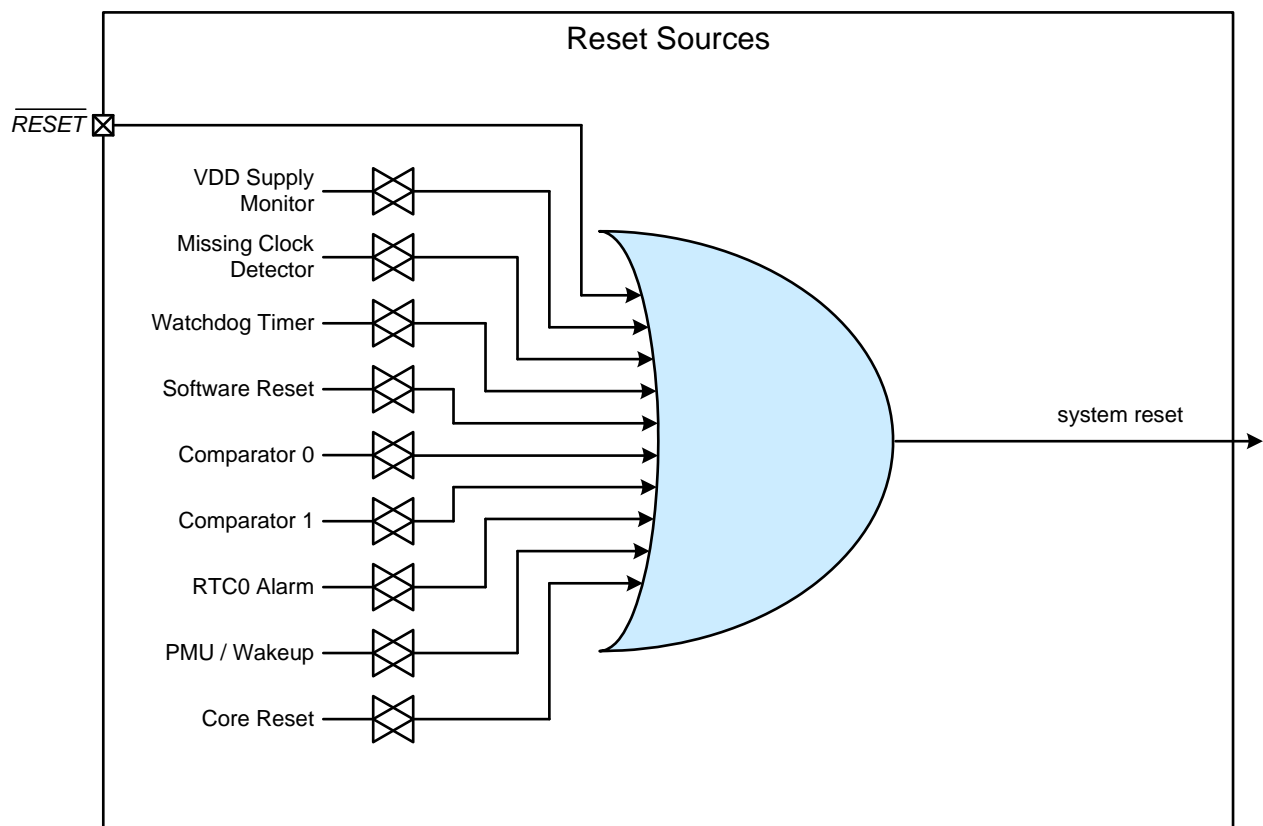 Reset Sources
RESET
VDD Supply
Monitor
Missing Clock
Detector
Watchdog Timer
Software Reset
Comparator 0
Comparator 1
RTC0 Alarm
PMU / Wakeup
Core Reset
system reset